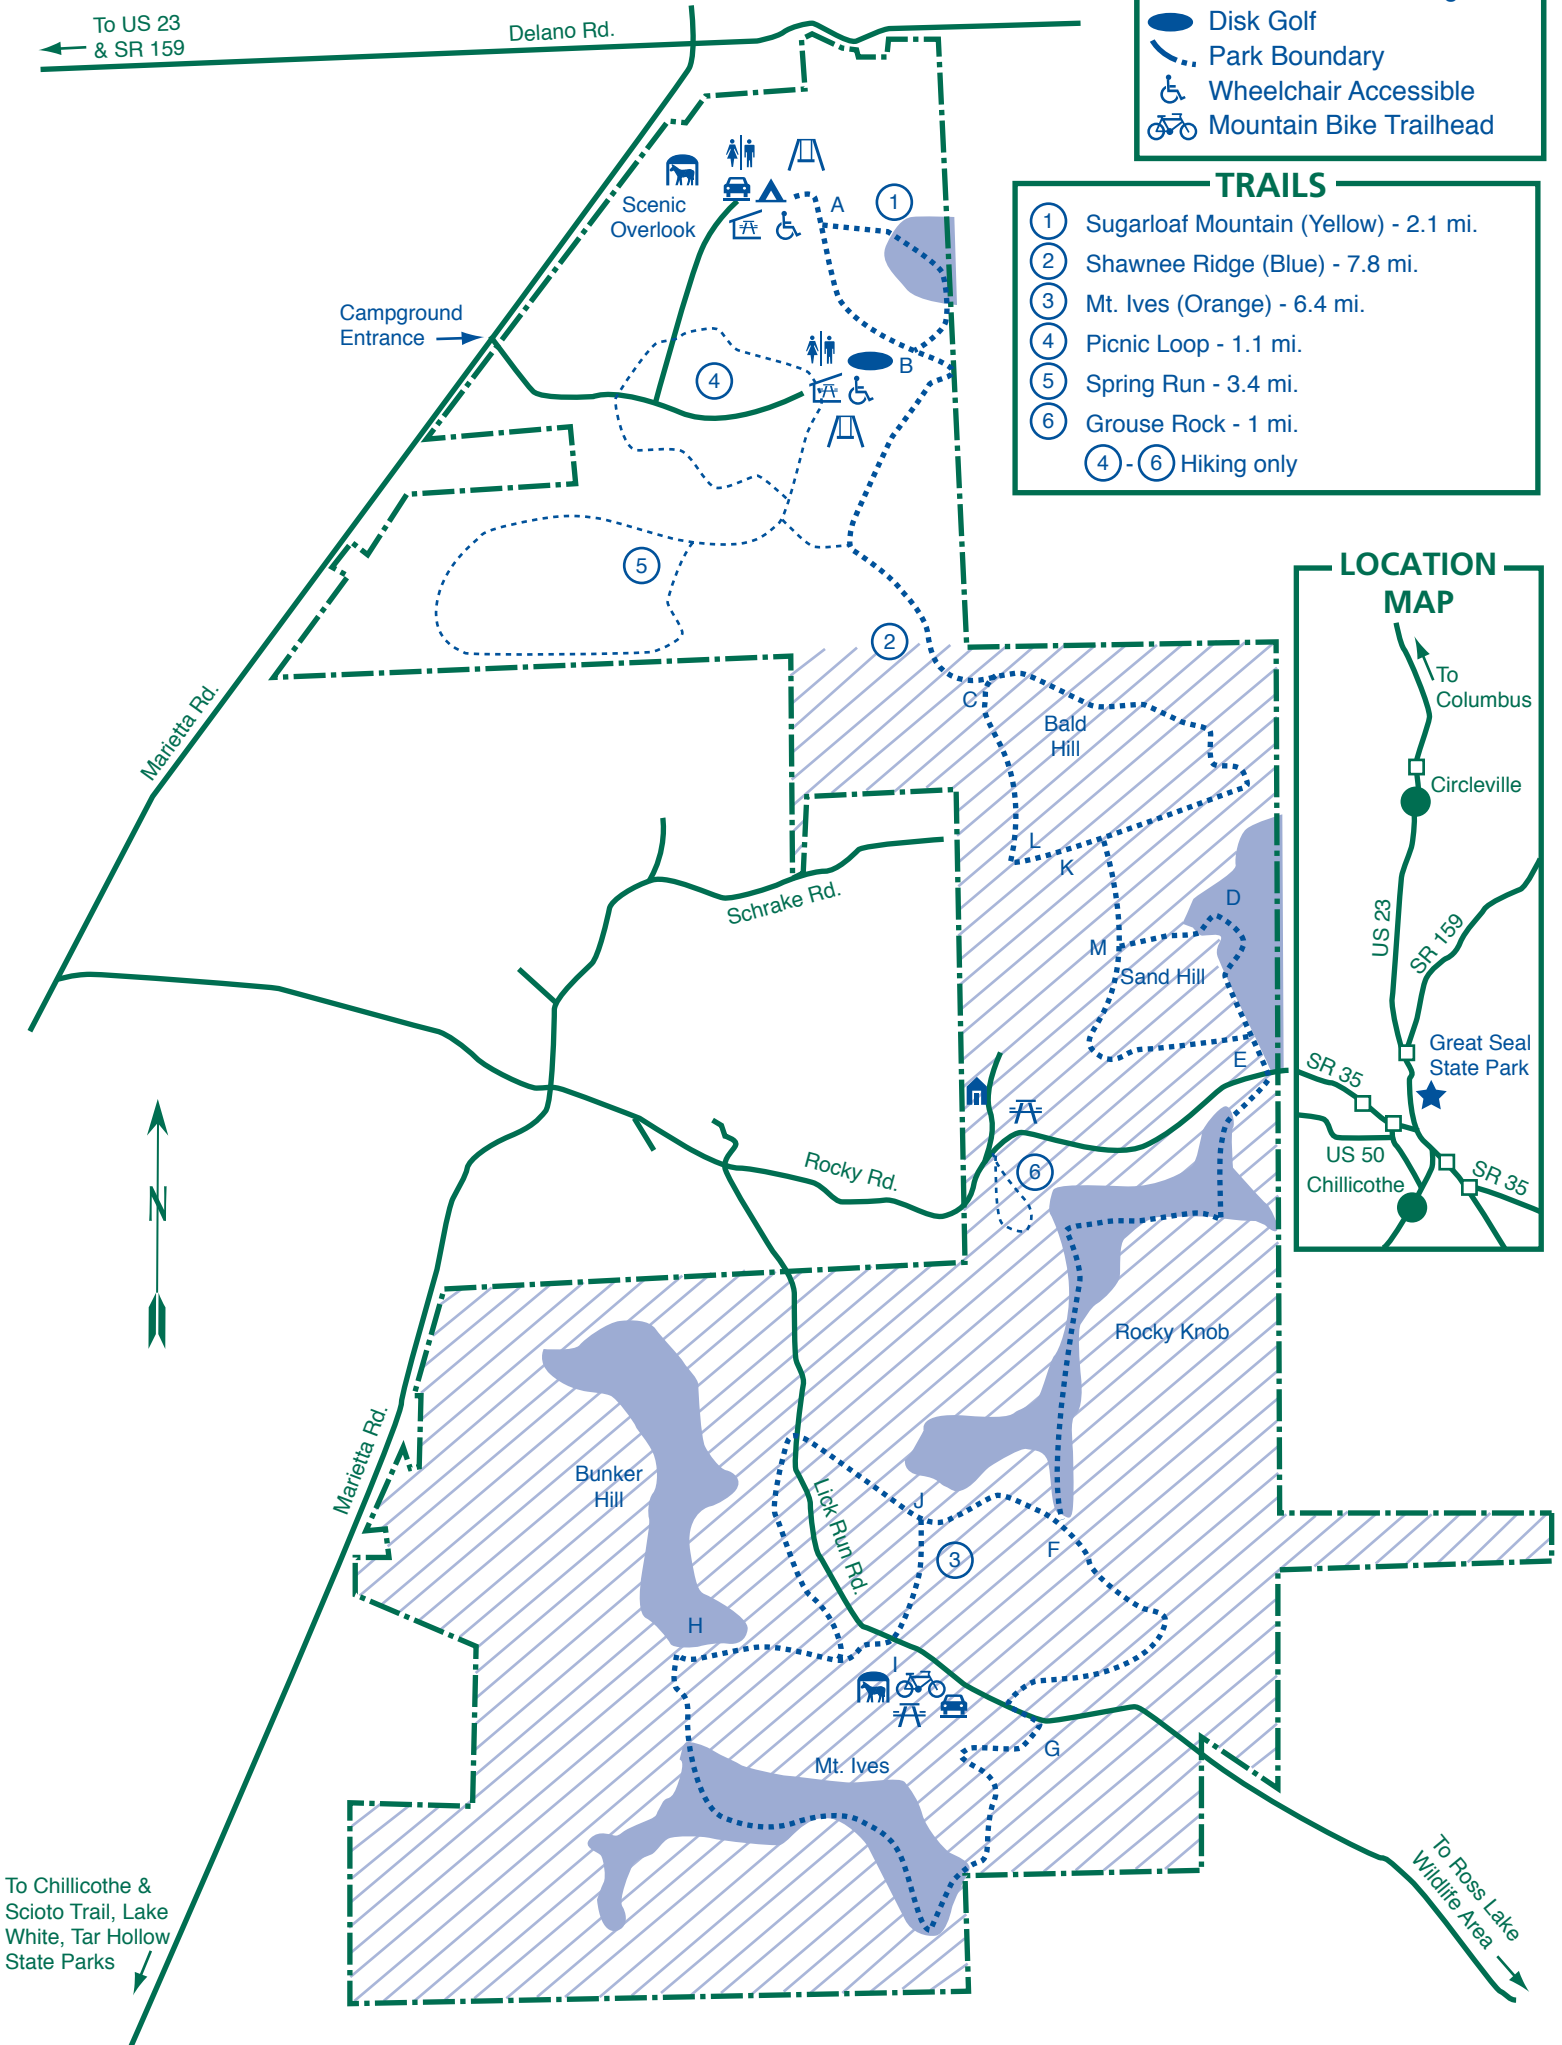 To US 23
& SR 159
Delano Rd.
Disk Golf
Park Boundary
Wheelchair Accessible
Mountain Bike Trailhead
TRAILS
1 Sugarloaf Mountain (Yellow) - 2.1 mi.
2 Shawnee Ridge (Blue) - 7.8 mi.
3 Mt. Ives (Orange) - 6.4 mi.
4 Picnic Loop - 1.1 mi.
5 Spring Run - 3.4 mi.
6 Grouse Rock - 1 mi.
4 - 6 Hiking only
Scenic
Overlook
A
1
Campground
Entrance
4
B
5
2
Marietta Rd.
C
Bald
Hill
L
K
Schrake Rd.
D
M
Sand Hill
E
N
Rocky Rd.
6
Rocky Knob
Marietta Rd.
Bunker
Hill
Lick Run Rd.
J
3
F
H
I
G
Mt. Ives
To Chillicothe &
Scioto Trail, Lake
White, Tar Hollow
State Parks
To Ross Lake
Wildlife Area
LOCATION
MAP
To
Columbus
Circleville
US 23
SR 159
Great Seal
State Park
SR 35
US 50
Chillicothe
SR 35